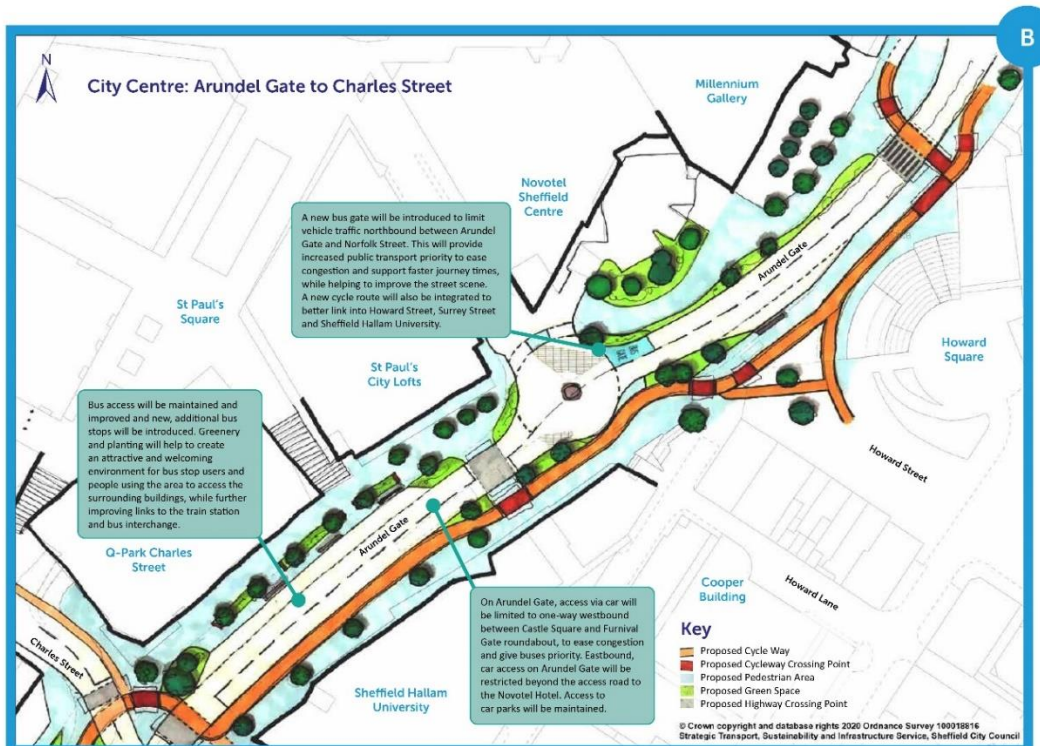 B
N
City Centre: Arundel Gate to Charles Street
Millennium
Gallery
Novotel
Sheffield
Centre
A new bus gate will be introduced to limit
vehicle traffic northbound between Arundel
Gate and Norfolk Street. This will provide
increased public transport priority to ease
congestion and support faster journey times,
while helping to improve the street scene.
A new cycle route will also be integrated to
better link into Howard Street, Surrey Street
and Sheffield Hallam University.
Arundel Gate
St Paul's
Square
Howard
Square
BUS
GATE
St Paul's
City Lofts
Bus access will be maintained and
improved and new, additional bus
stops will be introduced. Greenery
and planting will help to create
an attractive and welcoming
environment for bus stop users and
people using the area to access the
surrounding buildings, while further
improving links to the train station
and bus interchange.
Howard Street
Arundel Gate
Q-Park Charles
Street
Cooper
Building
Howard Lane
On Arundel Gate, access via car will
be limited to one-way westbound
between Castle Square and Furnival
Gate roundabout, to ease congestion
and give buses priority. Eastbound,
car access on Arundel Gate will be
restricted beyond the access road to
the Novotel Hotel. Access to
car parks will be maintained.
Charles Street
Sheffield Hallam
University
Key
Proposed Cycle Way
Proposed Cycleway Crossing Point
Proposed Pedestrian Area
Proposed Green Space
Proposed Highway Crossing Point
© Crown copyright and database rights 2020 Ordnance Survey 100018816
Strategic Transport, Sustainability and Infrastructure Service, Sheffield City Council